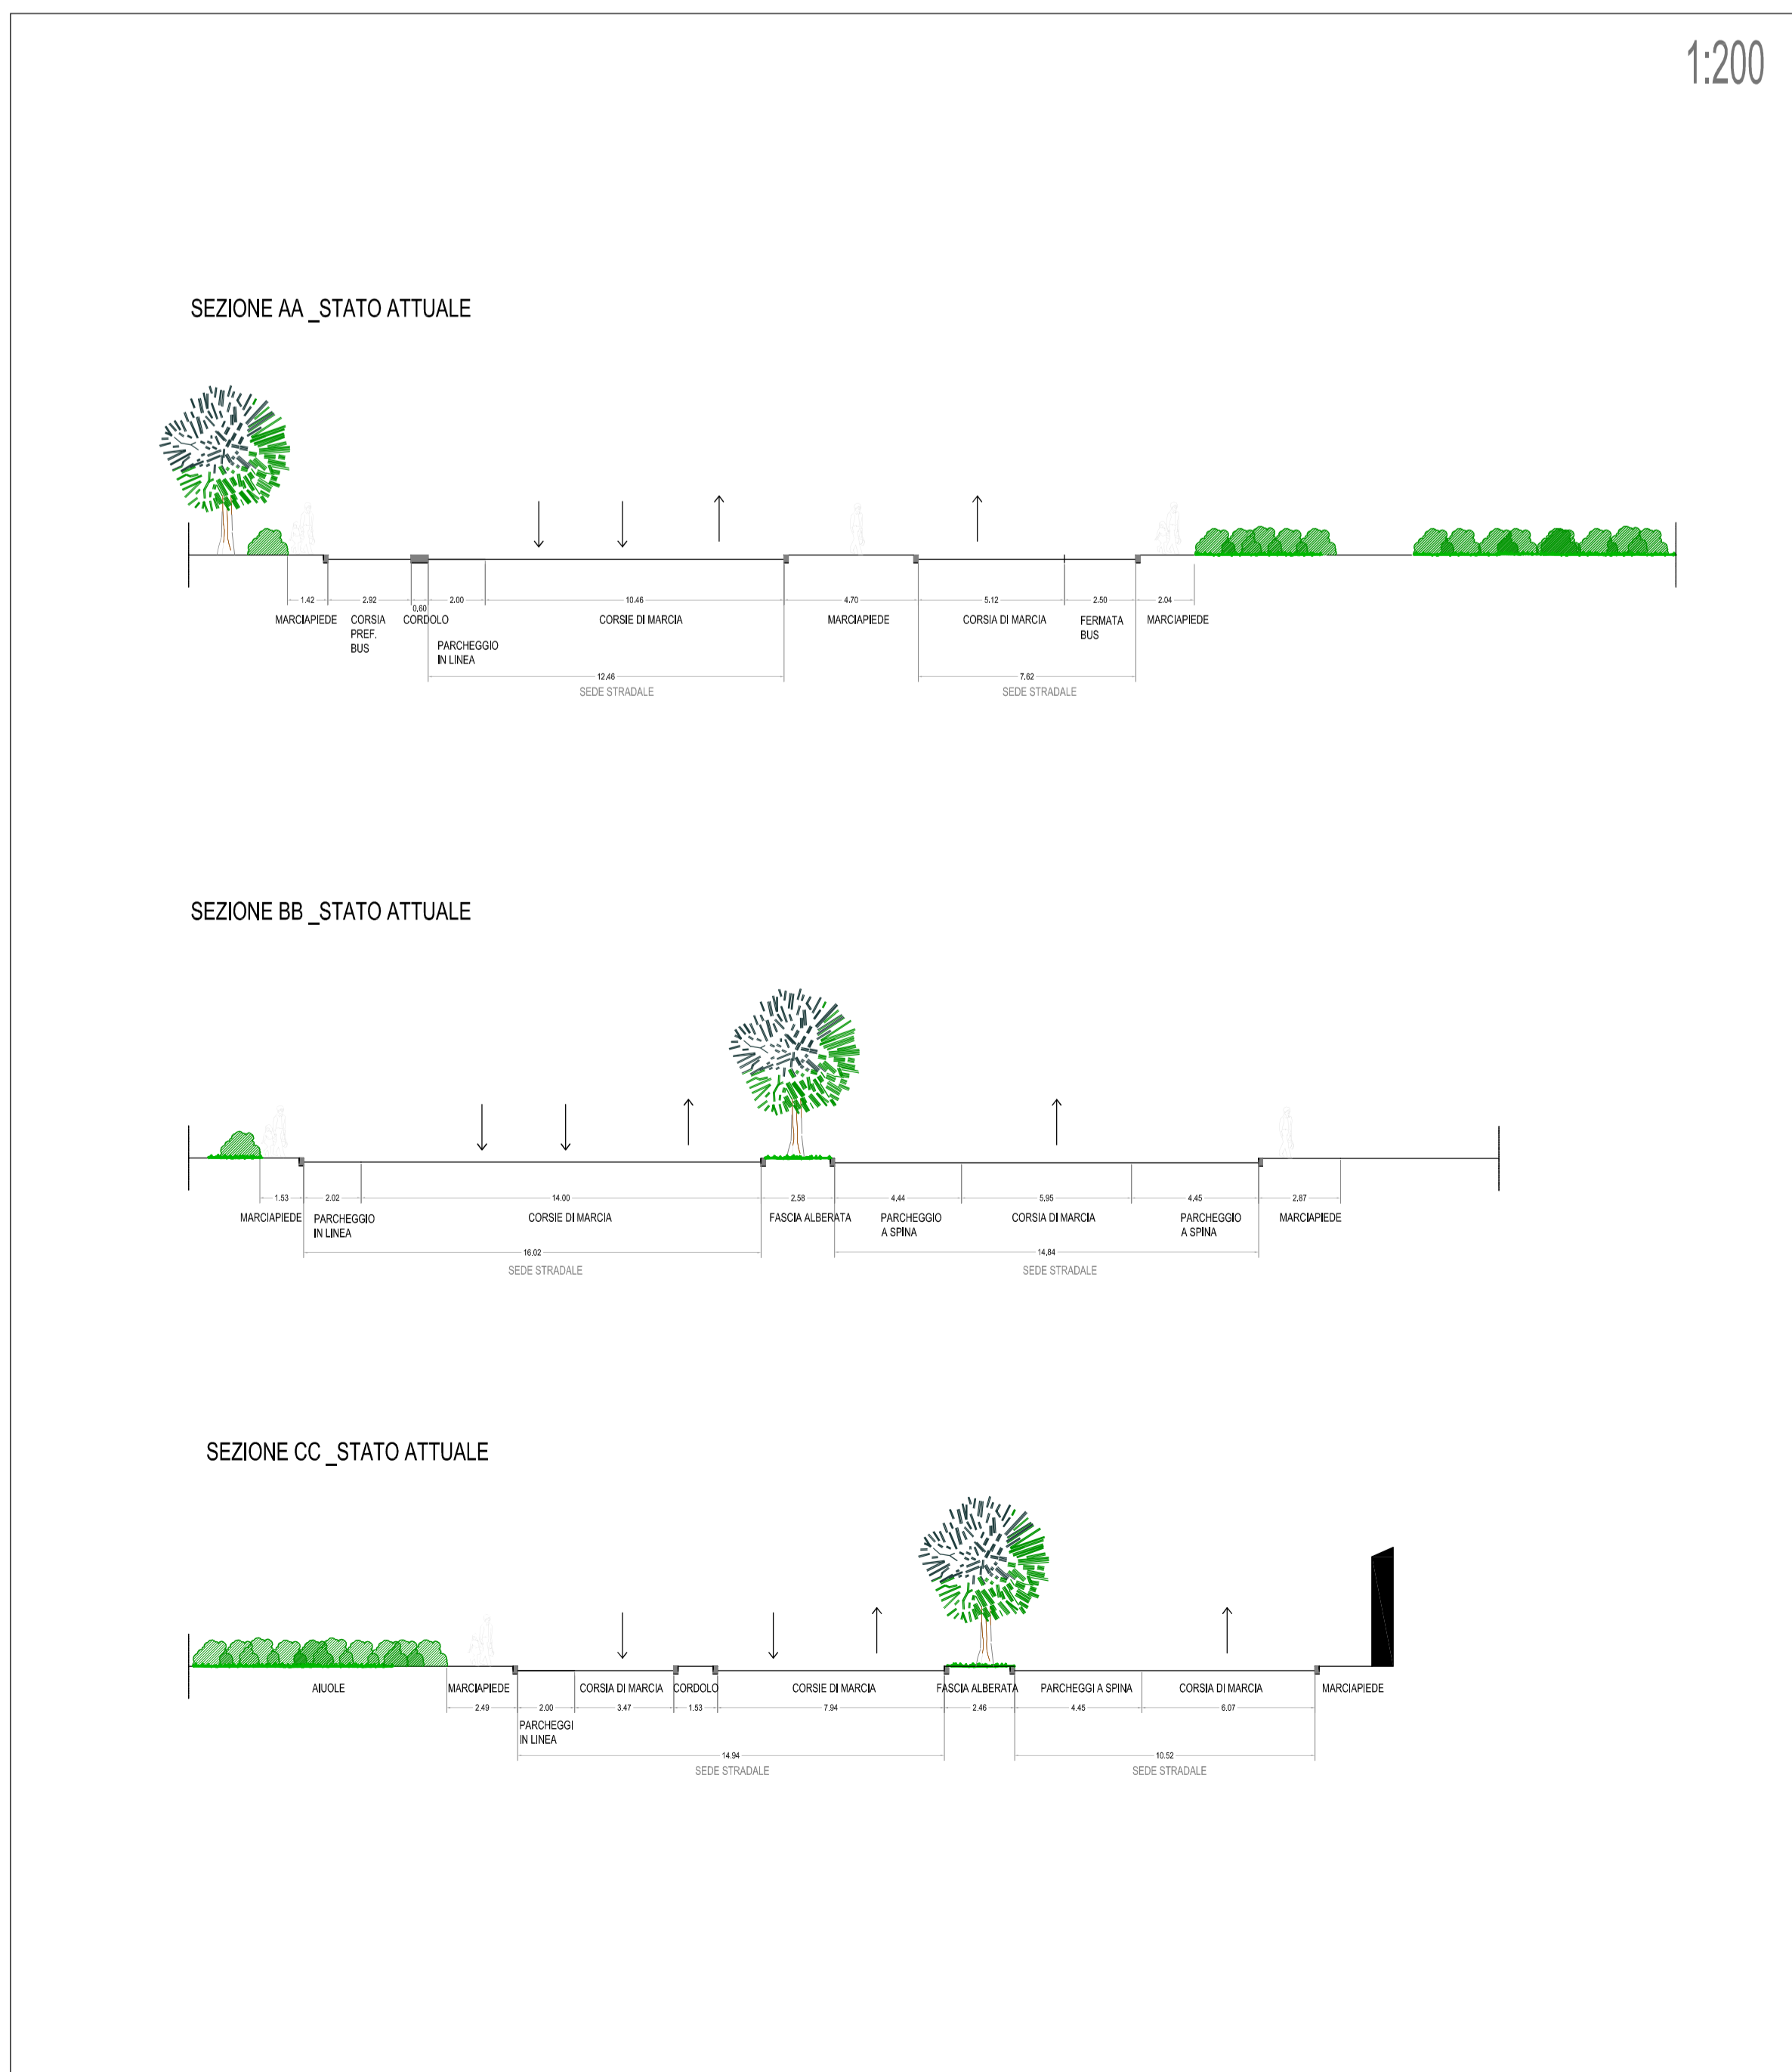 1:200
SEZIONE AA _STATO ATTUALE
1.42 2.92 0,60 2.00 10.46 4.70 5.12 2.50 2.04
MARCIAPIEDE CORSIA CORDOLO CORSIE DI MARCIA MARCIAPIEDE CORSIA DI MARCIA FERMATA MARCIAPIEDE
PREF. BUS
BUS PARCHEGGIO
IN LINEA
12.46 7.62
SEDE STRADALE SEDE STRADALE
SEZIONE BB _STATO ATTUALE
1.53 2.02 14.00 2.58 4,44 5,95 4.45 2.87
MARCIAPIEDE PARCHEGGIO CORSIE DI MARCIA FASCIA ALBERATA PARCHEGGIO CORSIA DI MARCIA PARCHEGGIO MARCIAPIEDE
IN LINEA A SPINA A SPINA
16.02 14,84
SEDE STRADALE SEDE STRADALE
SEZIONE CC _STATO ATTUALE
AIUOLE MARCIAPIEDE CORSIA DI MARCIA CORDOLO CORSIE DI MARCIA FASCIA ALBERATA PARCHEGGI A SPINA CORSIA DI MARCIA MARCIAPIEDE
2.49 2.00 3.47 1.53 7.94 2.46 4.45 6.07
PARCHEGGI
IN LINEA
14.94 10.52
SEDE STRADALE SEDE STRADALE